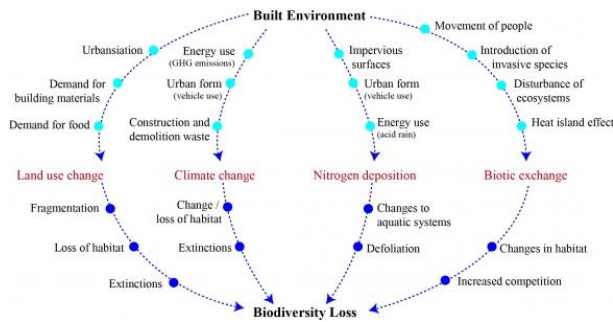 Built Environment
Movement of people
Urbansiation
Energy use
(GHG emissions)
Impervious
surfaces
Introduction of
invasive species
Demand for
building materials
Urban form
(vehicle use)
Urban form
(vehicle use)
Disturbance of
ecosystems
Demand for food
Construction and
demolition waste
Energy use
(acid rain)
Heat island effect
Land use change
Climate change
Nitrogen deposition
Biotic exchange
Fragmentation
Change /
loss of habitat
Changes to
aquatic systems
Loss of habitat
Extinctions
Defoliation
Changes in habitat
Extinctions
Increased competition
Biodiversity Loss